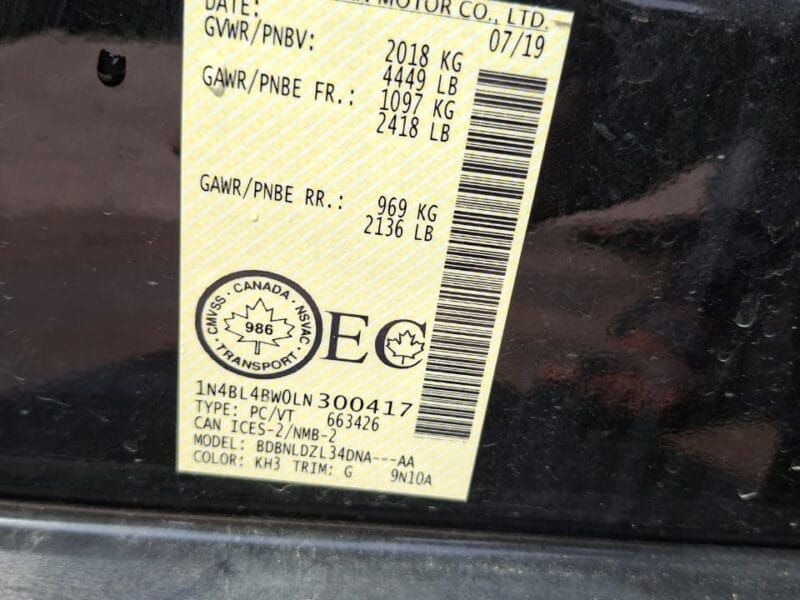 MOTOR CO., LTD.
DATE: 07/19
GVWR/PNBV: 2018 KG
4449 LB
GAWR/PNBE FR.: 1097 KG
2418 LB
GAWR/PNBE RR.: 969 KG
2136 LB
CANADA · NSVAC · TRANSPORT · CMVSS ·
986
EC
1N4BL4BW0LN300417
TYPE: PC/VT 663426
CAN ICES-2/NMB-2
MODEL: BDBNLDZL34DNA---AA
COLOR: KH3 TRIM: G 9N10A